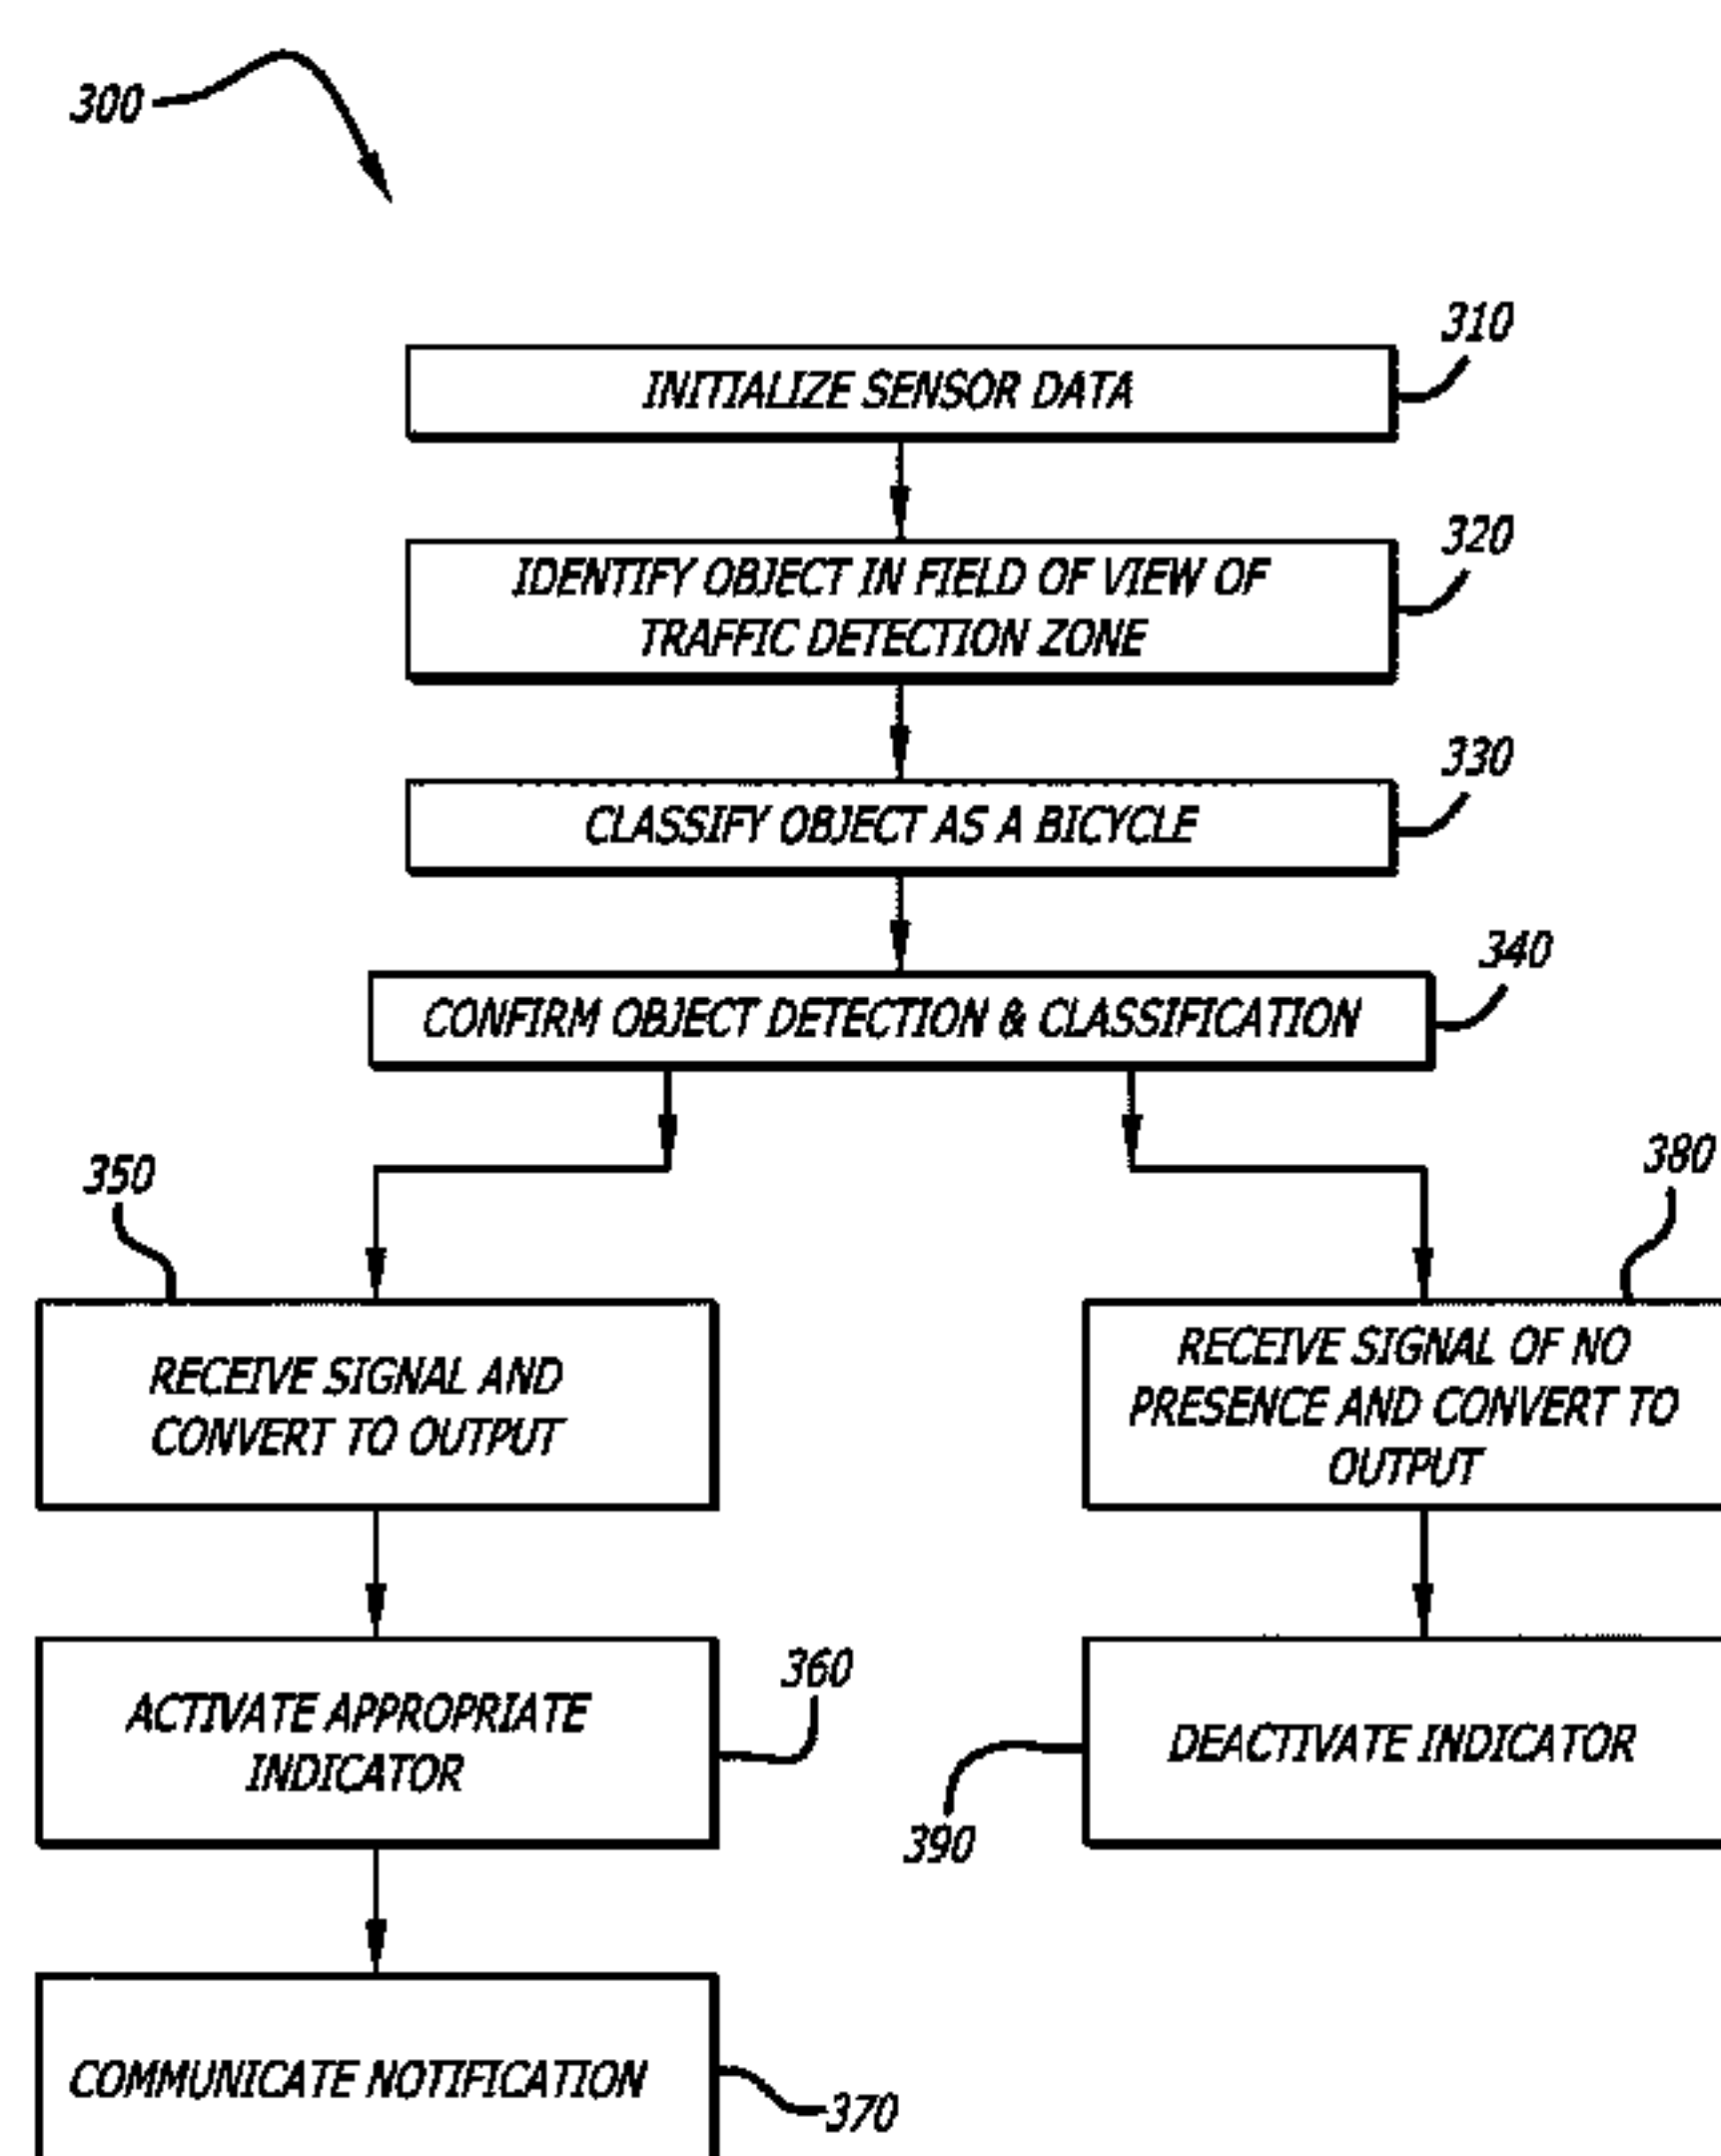 300
310
INITIALIZE SENSOR DATA
320
IDENTIFY OBJECT IN FIELD OF VIEW OF
TRAFFIC DETECTION ZONE
330
CLASSIFY OBJECT AS A BICYCLE
340
CONFIRM OBJECT DETECTION & CLASSIFICATION
350
RECEIVE SIGNAL AND
CONVERT TO OUTPUT
380
RECEIVE SIGNAL OF NO
PRESENCE AND CONVERT TO
OUTPUT
360
ACTIVATE APPROPRIATE
INDICATOR
390
DEACTIVATE INDICATOR
COMMUNICATE NOTIFICATION
370